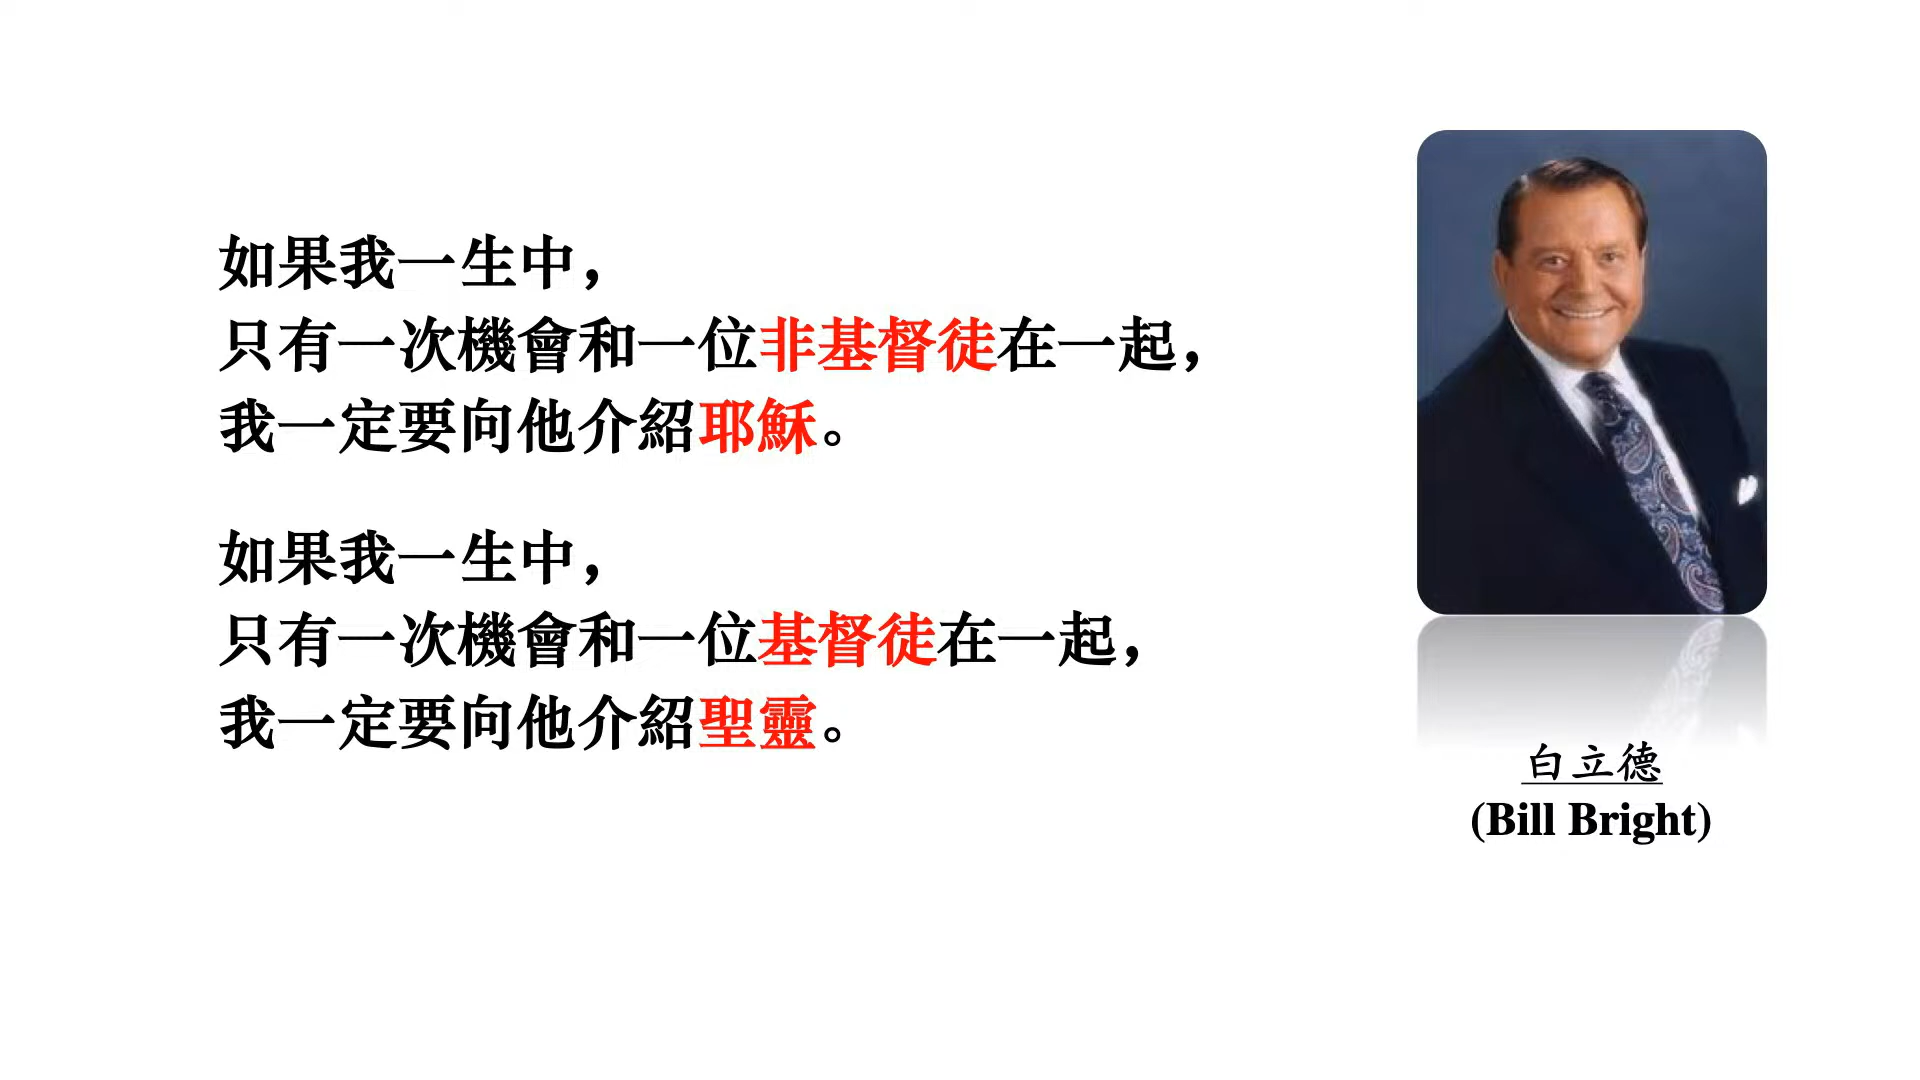 如果我一生中，
只有一次機會和一位非基督徒在一起，
我一定要向他介紹耶穌。
如果我一生中，
只有一次機會和一位基督徒在一起，
我一定要向他介紹聖靈。
白立德
(Bill Bright)